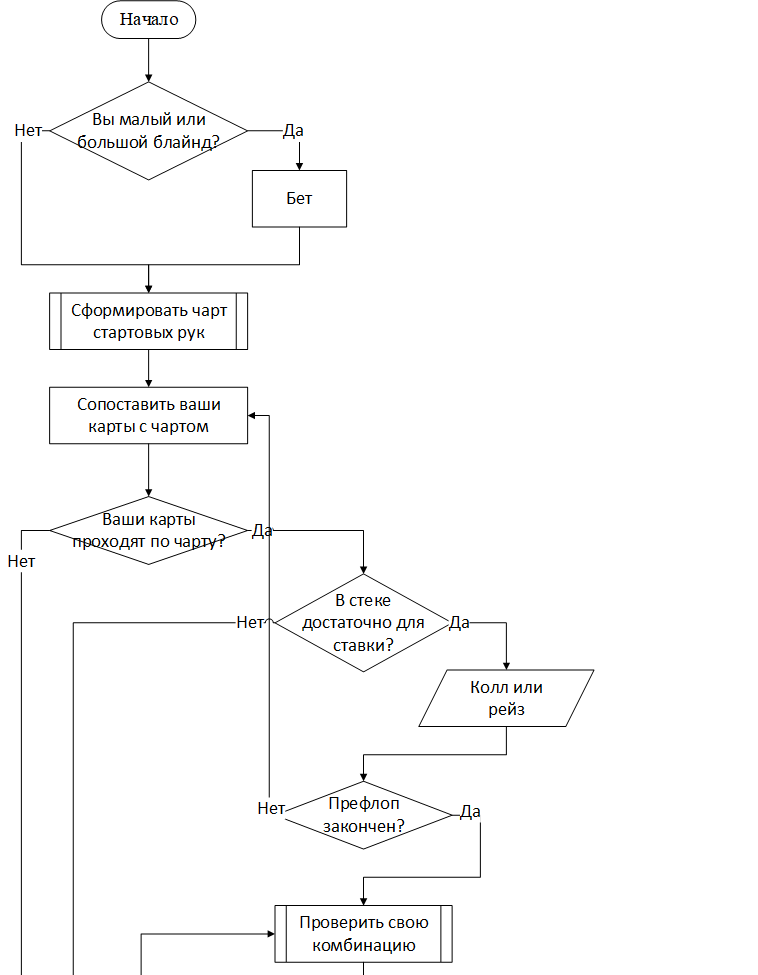 Начало
Вы малый или
большой блайнд?
Нет
Да
Бет
Сформировать чарт
стартовых рук
Сопоставить ваши
карты с чартом
Ваши карты
проходят по чарту?
Да
Нет
В стеке
достаточно для
ставки?
Нет
Да
Колл или
рейз
Префлоп
закончен?
Нет
Да
Проверить свою
комбинацию